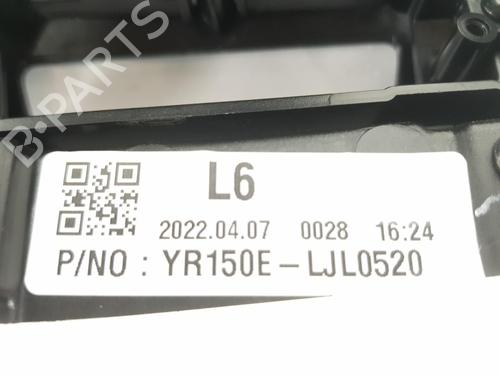 B-PARTS
L6
2022.04.07 0028 16:24
P/NO : YR150E-LJL0520